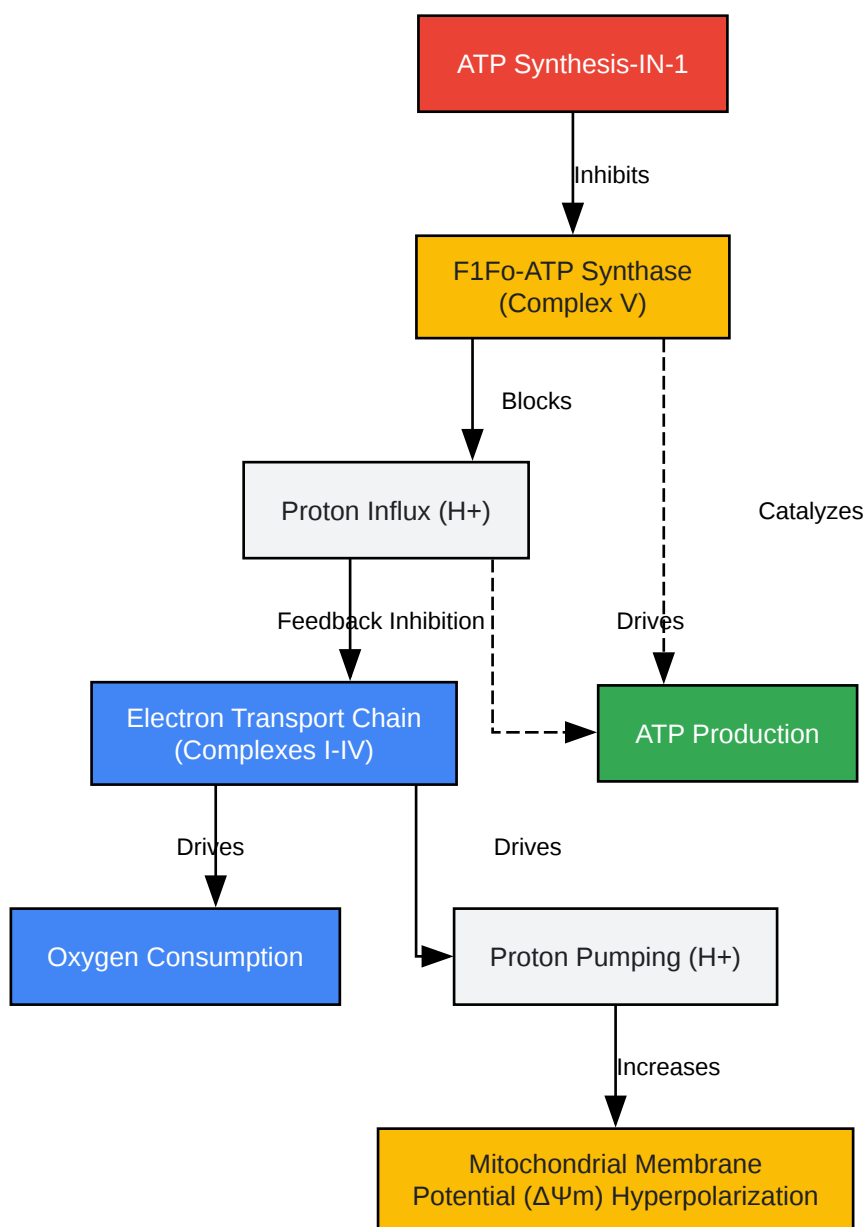 ATP Synthesis-IN-1
Inhibits
F1Fo-ATP Synthase
(Complex V)
Blocks
Proton Influx (H+)
Catalyzes
Feedback Inhibition
Drives
Electron Transport Chain
(Complexes I-IV)
ATP Production
Drives
Drives
Oxygen Consumption
Proton Pumping (H+)
Increases
Mitochondrial Membrane
Potential (ΔΨm) Hyperpolarization